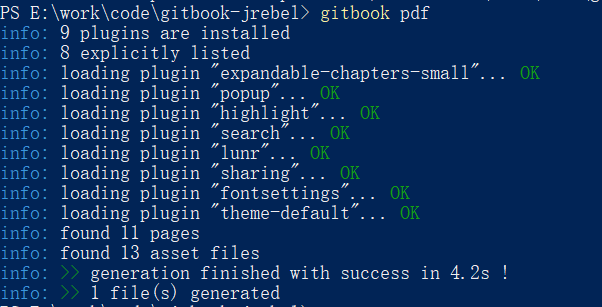 PS E:\work\code\gitbook-jrebel> gitbook pdf
info: 9 plugins are installed
info: 8 explicitly listed
info: loading plugin "expandable-chapters-small"... OK
info: loading plugin "popup"... OK
info: loading plugin "highlight"... OK
info: loading plugin "search"... OK
info: loading plugin "lunr"... OK
info: loading plugin "sharing"... OK
info: loading plugin "fontsettings"... OK
info: loading plugin "theme-default"... OK
info: found 11 pages
info: found 13 asset files
info: >> generation finished with success in 4.2s !
info: >> 1 file(s) generated